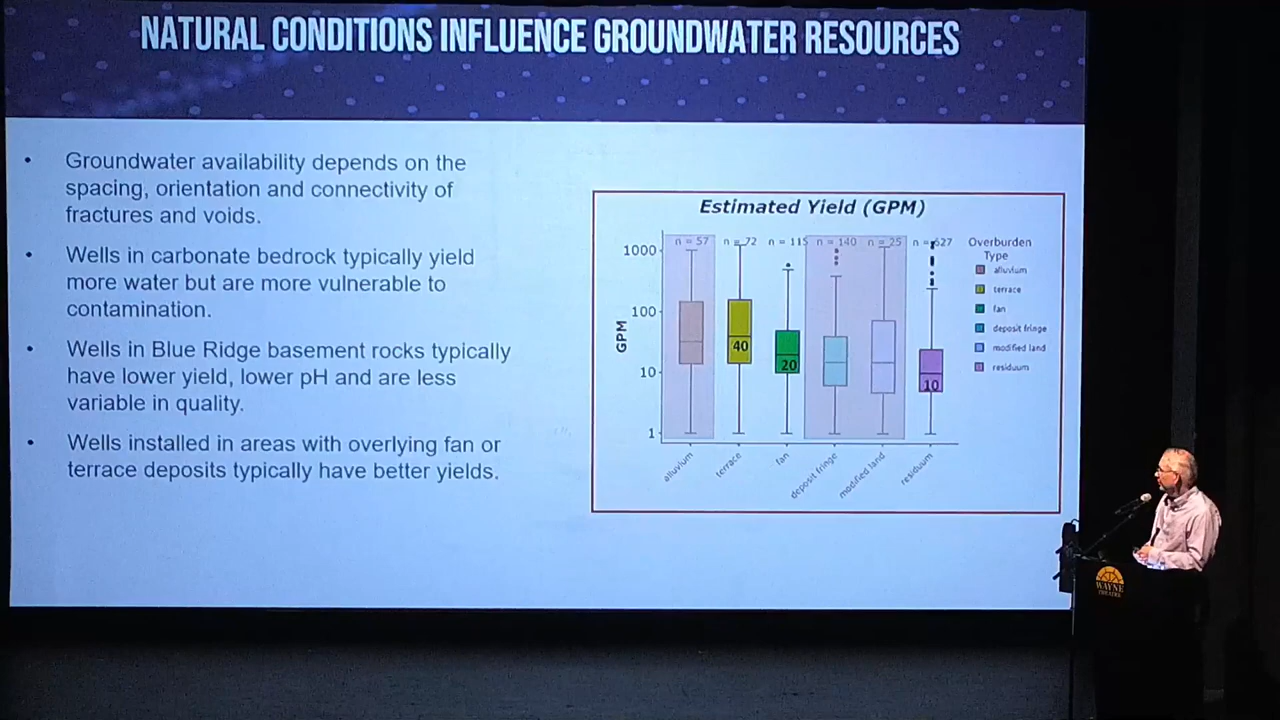 NATURAL CONDITIONS INFLUENCE GROUNDWATER RESOURCES
• Groundwater availability depends on the
spacing, orientation and connectivity of
fractures and voids.
• Wells in carbonate bedrock typically yield
more water but are more vulnerable to
contamination.
• Wells in Blue Ridge basement rocks typically
have lower yield, lower pH and are less
variable in quality.
• Wells installed in areas with overlying fan or
terrace deposits typically have better yields.
Estimated Yield (GPM)
n = 57 n = 72 n = 115 n = 140 n = 25 n = 627
1000
100
10
1
GPM
40
20
10
alluvium terrace fan deposit fringe modified land residuum
Overburden
Type
alluvium
terrace
fan
deposit fringe
modified land
residuum
WAYNE
THEATRE